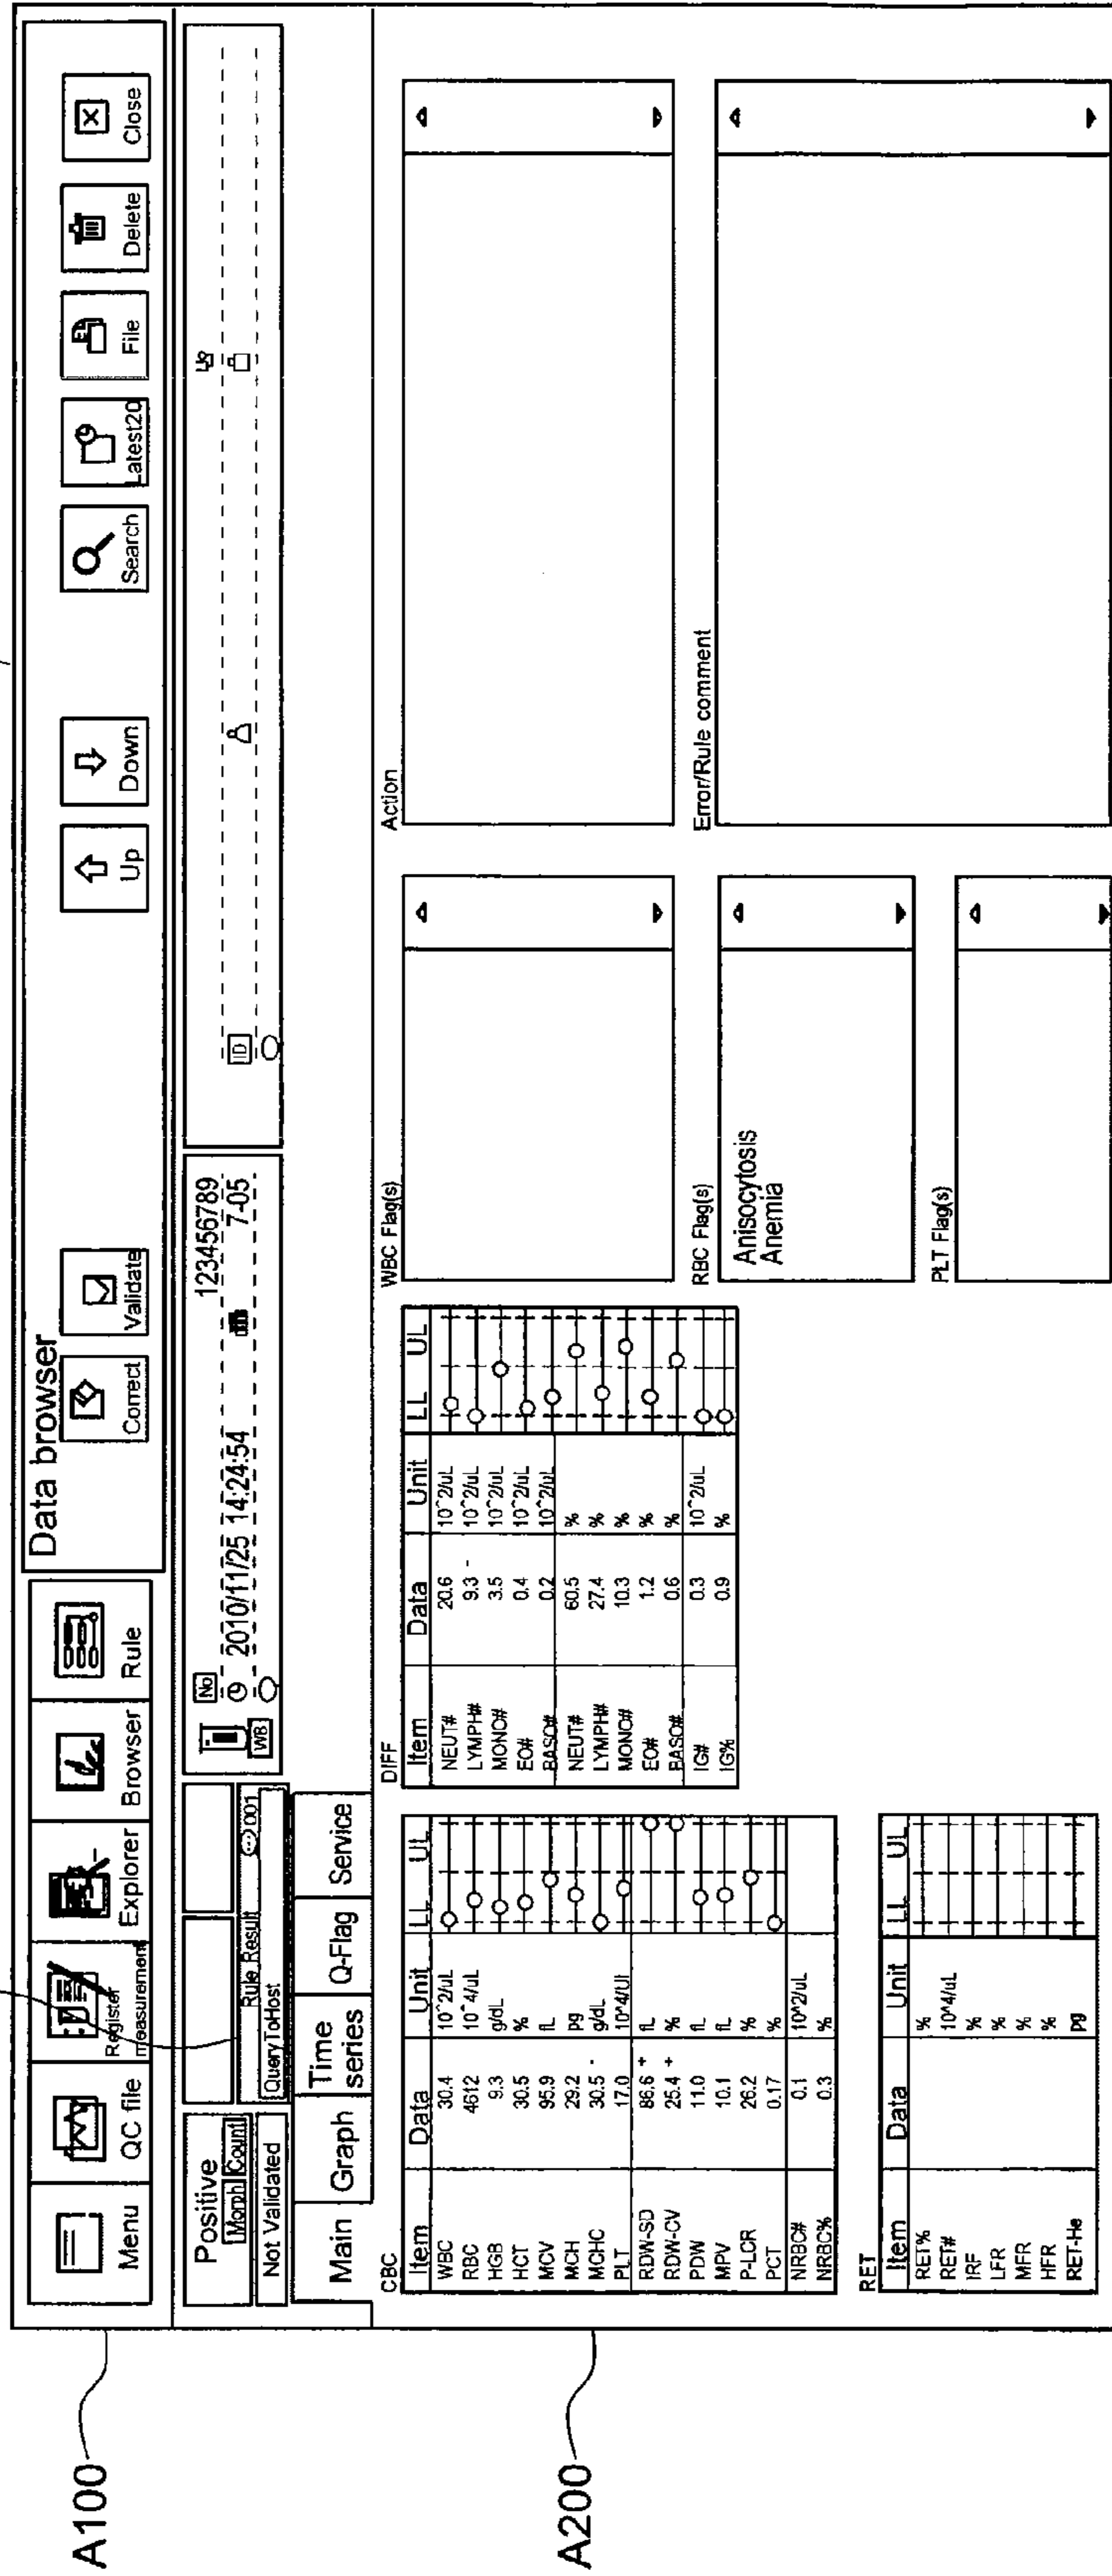 A100
Menu
QC file
Register
measurement
Explorer
Browser
Rule
Data browser
Correct
Validate
Up
Down
Search
Latest20
File
Delete
Close
Positive
Morph Count
Not Validated
Rule Result 001
QueryToHost
WB
No
123456789
2010/11/25 14:24:54 7-05
ID
Main
Graph
Time
series
Q-Flag
Service
A200
CBC
Item Data Unit LL UL
WBC 30.4 10^2/uL
RBC 4612 10^4/uL
HGB 9.3 g/dL
HCT 30.5 %
MCV 95.9 fL
MCH 29.2 pg
MCHC 30.5 - g/dL
PLT 17.0 10^4/Ul
RDW-SD 86.6 + fL
RDW-CV 25.4 + %
PDW 11.0 fL
MPV 10.1 fL
P-LCR 26.2 %
PCT 0.17 %
NRBC# 0.1 10^2/uL
NRBC% 0.3 %
RET
Item Data Unit LL UL
RET% %
RET# 10^4/uL
IRF %
LFR %
MFR %
HFR %
RET-He pg
DIFF
Item Data Unit LL UL
NEUT# 20.6 10^2/uL
LYMPH# 9.3 - 10^2/uL
MONO# 3.5 10^2/uL
EO# 0.4 10^2/uL
BASO# 0.2 10^2/uL
NEUT# 60.5 %
LYMPH# 27.4 %
MONO# 10.3 %
EO# 1.2 %
BASO# 0.6 %
IG# 0.3 10^2/uL
IG% 0.9 %
WBC Flag(s)
RBC Flag(s)
Anisocytosis
Anemia
PLT Flag(s)
Action
Error/Rule comment